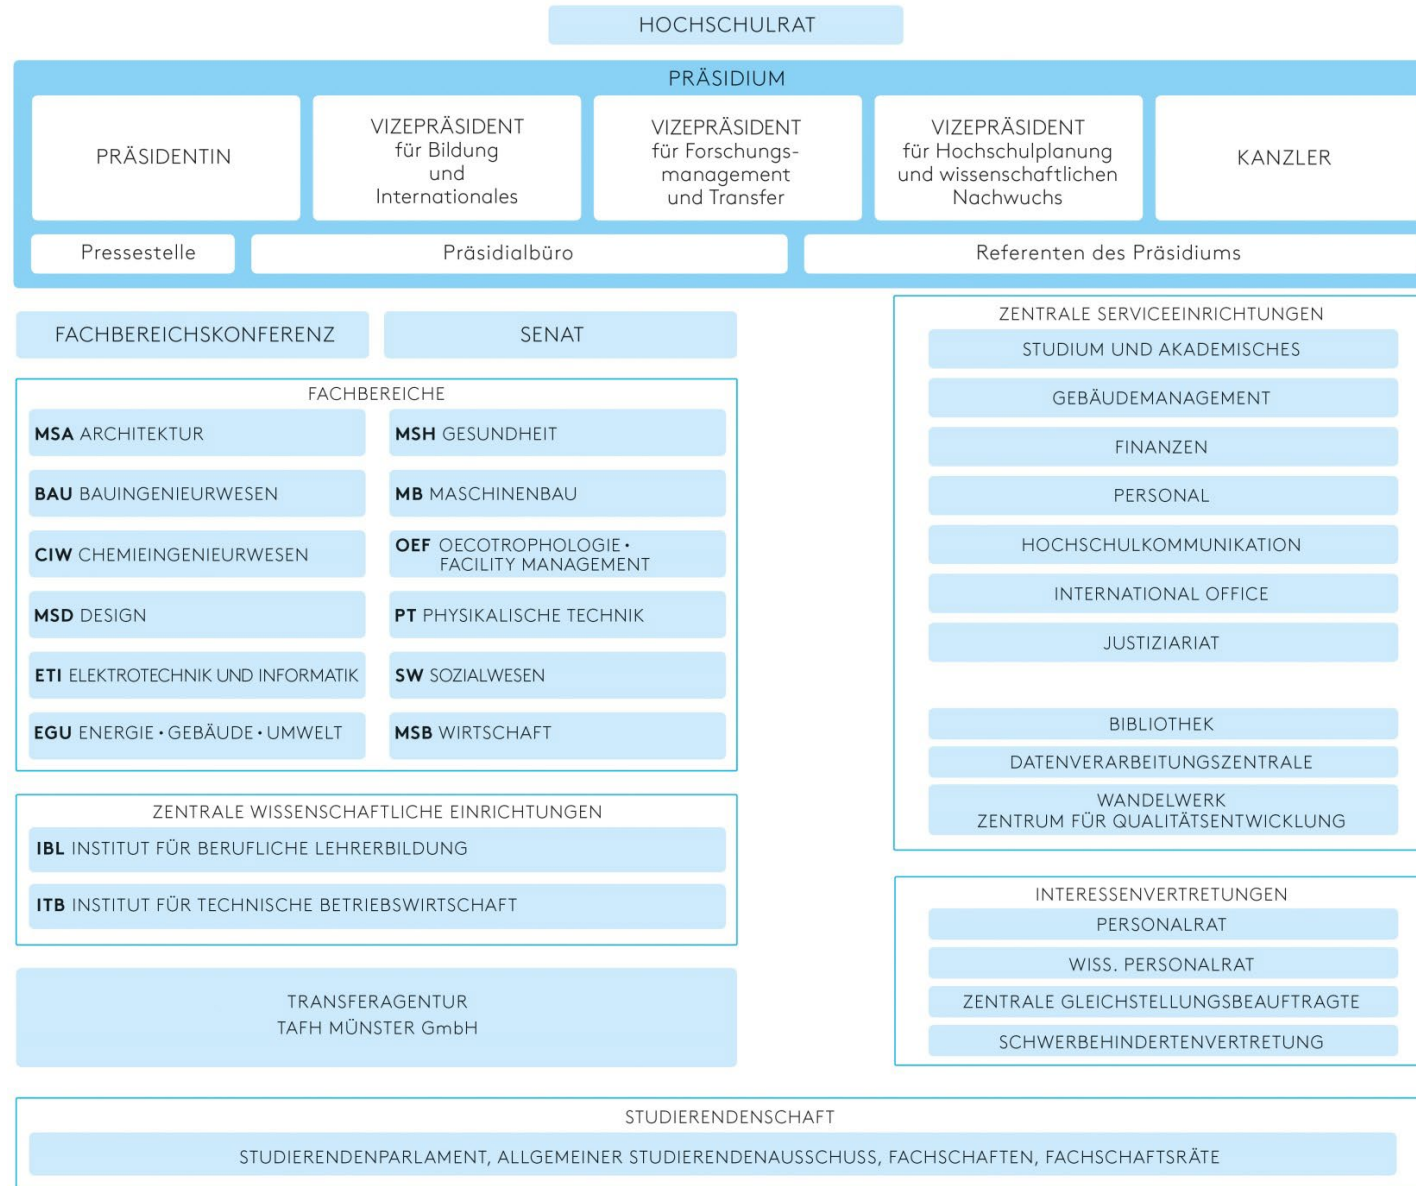 HOCHSCHULRAT
PRÄSIDIUM
PRÄSIDENTIN
VIZEPRÄSIDENT
für Bildung
und
Internationales
VIZEPRÄSIDENT
für Forschungs-
management
und Transfer
VIZEPRÄSIDENT
für Hochschulplanung
und wissenschaftlichen
Nachwuchs
KANZLER
Pressestelle
Präsidialbüro
Referenten des Präsidiums
FACHBEREICHSKONFERENZ
SENAT
FACHBEREICHE
MSA ARCHITEKTUR
BAU BAUINGENIEURWESEN
CIW CHEMIEINGENIEURWESEN
MSD DESIGN
ETI ELEKTROTECHNIK UND INFORMATIK
EGU ENERGIE · GEBÄUDE · UMWELT
MSH GESUNDHEIT
MB MASCHINENBAU
OEF OECOTROPHOLOGIE ·
FACILITY MANAGEMENT
PT PHYSIKALISCHE TECHNIK
SW SOZIALWESEN
MSB WIRTSCHAFT
ZENTRALE WISSENSCHAFTLICHE EINRICHTUNGEN
IBL INSTITUT FÜR BERUFLICHE LEHRERBILDUNG
ITB INSTITUT FÜR TECHNISCHE BETRIEBSWIRTSCHAFT
TRANSFERAGENTUR
TAFH MÜNSTER GmbH
ZENTRALE SERVICEEINRICHTUNGEN
STUDIUM UND AKADEMISCHES
GEBÄUDEMANAGEMENT
FINANZEN
PERSONAL
HOCHSCHULKOMMUNIKATION
INTERNATIONAL OFFICE
JUSTIZIARIAT
BIBLIOTHEK
DATENVERARBEITUNGSZENTRALE
WANDELWERK
ZENTRUM FÜR QUALITÄTSENTWICKLUNG
INTERESSENVERTRETUNGEN
PERSONALRAT
WISS. PERSONALRAT
ZENTRALE GLEICHSTELLUNGSBEAUFTRAGTE
SCHWERBEHINDERTENVERTRETUNG
STUDIERENDENSCHAFT
STUDIERENDENPARLAMENT, ALLGEMEINER STUDIERENDENAUSSCHUSS, FACHSCHAFTEN, FACHSCHAFTSRÄTE